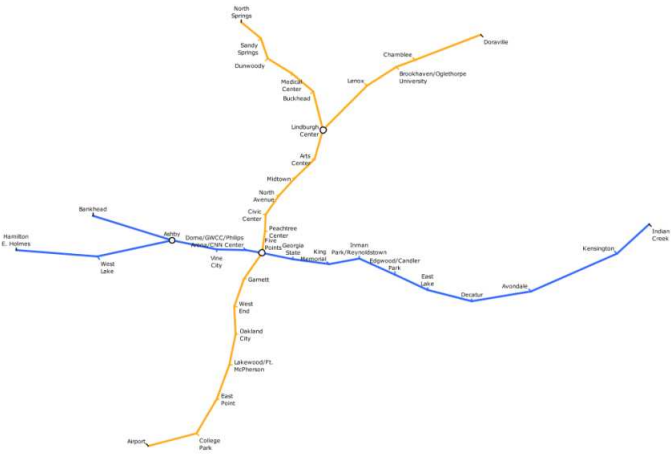 North
Springs
Sandy
Springs
Dunwoody
Medical
Center
Buckhead
Doraville
Chamblee
Brookhaven/Oglethorpe
University
Lenox
Lindburgh
Center
Arts
Center
Midtown
North
Avenue
Civic
Center
Peachtree
Center
Five
Points
Bankhead
Ashby
Hamilton
E. Holmes
West
Lake
Dome/GWCC/Philips
Arena/CNN Center
Vine
City
Georgia
State
King
Memorial
Inman
Park/Reynoldstown
Edgwood/Candler
Park
East
Lake
Decatur
Avondale
Kensington
Indian
Creek
Garnett
West
End
Oakland
City
Lakewood/Ft.
McPherson
East
Point
College
Park
Airport